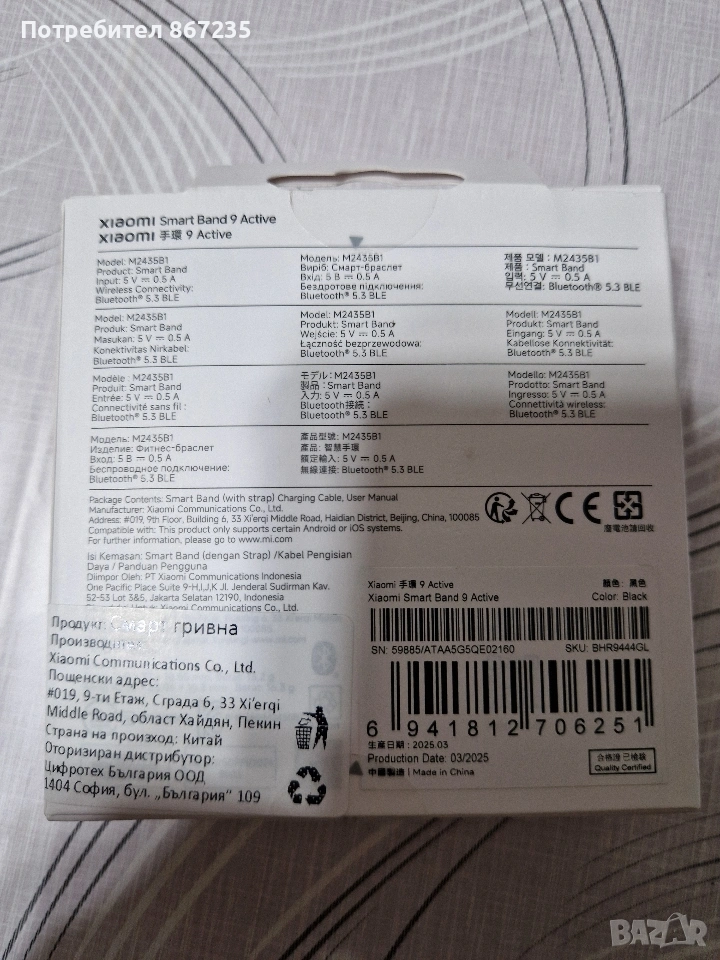 Потребител 867235
xiaomi Smart Band 9 Active
xiaomi 手環 9 Active
Model: M2435B1
Product: Smart Band
Input: 5 V ⎓ 0.5 A
Wireless Connectivity:
Bluetooth® 5.3 BLE
Модель: M2435B1
Виріб: Смарт-браслет
Вхід: 5 В ⎓ 0.5 А
Бездротове підключення:
Bluetooth® 5.3 BLE
제품 모델: M2435B1
제품: Smart Band
입력: 5 V ⎓ 0.5 A
무선연결: Bluetooth® 5.3 BLE
Model: M2435B1
Produk: Smart Band
Masukan: 5 V ⎓ 0.5 A
Konektivitas Nirkabel:
Bluetooth® 5.3 BLE
Model: M2435B1
Produkt: Smart Band
Wejście: 5 V ⎓ 0.5 A
Łączność bezprzewodowa:
Bluetooth® 5.3 BLE
Modell: M2435B1
Produkt: Smart Band
Eingang: 5 V ⎓ 0.5 A
Kabellose Konnektivität:
Bluetooth® 5.3 BLE
Modèle : M2435B1
Produit: Smart Band
Entrée: 5 V ⎓ 0.5 A
Connectivité sans fil :
Bluetooth® 5.3 BLE
モデル: M2435B1
製品 : Smart Band
入力: 5 V ⎓ 0.5 A
Bluetooth接続 :
Bluetooth® 5.3 BLE
Modello: M2435B1
Prodotto: Smart Band
Ingresso: 5 V ⎓ 0.5 A
Connettività wireless:
Bluetooth® 5.3 BLE
Модель: M2435B1
Изделие: Фитнес-браслет
Вход: 5 В ⎓ 0.5 А
Беспроводное подключение:
Bluetooth® 5.3 BLE
產品型號: M2435B1
產品: 智慧手環
額定輸入: 5 V ⎓ 0.5 A
無線連接: Bluetooth® 5.3 BLE
Package Contents: Smart Band (with strap) Charging Cable, User Manual
Manufacturer: Xiaomi Communications Co., Ltd.
Address: #019, 9th Floor, Building 6, 33 Xi'erqi Middle Road, Haidian District, Beijing, China, 100085
Compatible with: This product only supports certain Android or iOS systems.
For further information, please go to www.mi.com
廢電池請回收
Isi Kemasan: Smart Band (dengan Strap) /Kabel Pengisian
Daya / Panduan Pengguna
Diimpor Oleh: PT Xiaomi Communications Indonesia
One Pacific Place Suite 9-H,I,J,K Jl. Jenderal Sudirman Kav.
52-53 Lot 3&5, Jakarta Selatan 12190, Indonesia
Untuk Xiaomi Communications Co., Ltd.
Xiaomi 手環 9 Active
顏色: 黑色
Xiaomi Smart Band 9 Active
Color: Black
SN: 59885/ATAA5G5QE02160
SKU: BHR9444GL
6 941812 706251
生產日期 : 2025.03
Production Date: 03/2025
中國製造 | Made in China
合格證 已檢驗
Quality Certified
Продукт: Смарт гривна
Производител:
Xiaomi Communications Co., Ltd.
Пощенски адрес:
#019, 9-ти Етаж, Сграда 6, 33 Xi'erqi
Middle Road, област Хайдян, Пекин
Страна на произход: Китай
Оторизиран дистрибутор:
Цифротех България ООД
1404 София, бул. „България" 109
BAZAR